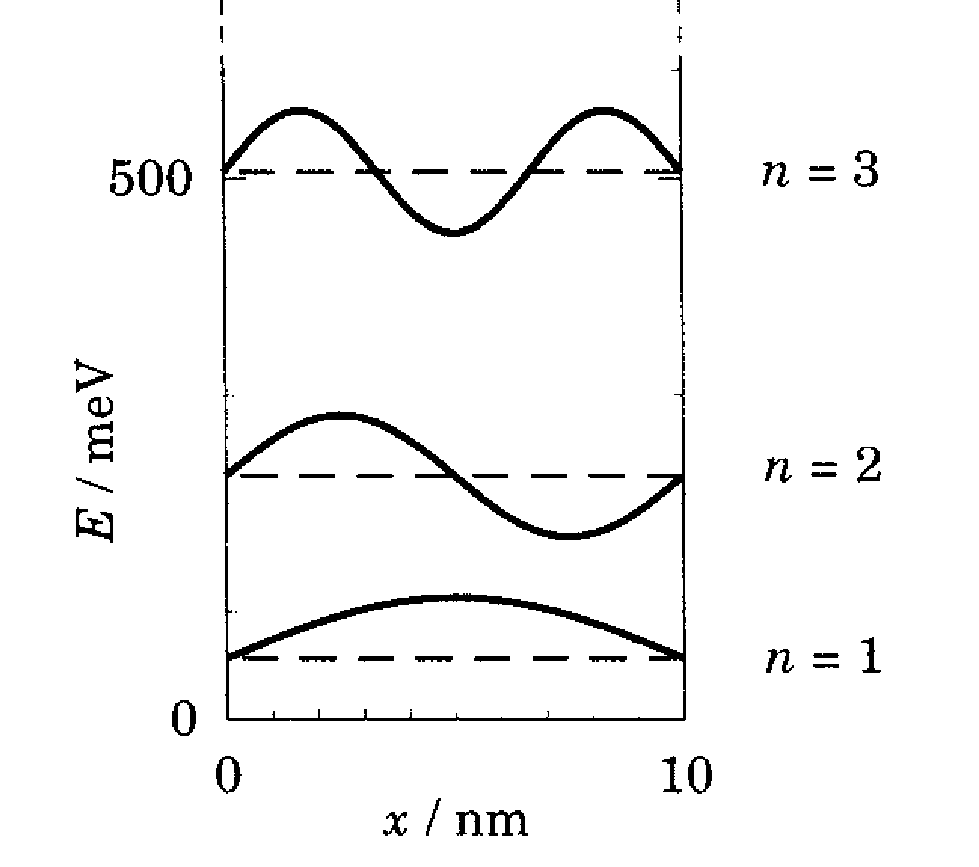 500
n = 3
E / meV
n = 2
n = 1
0
0
10
x / nm